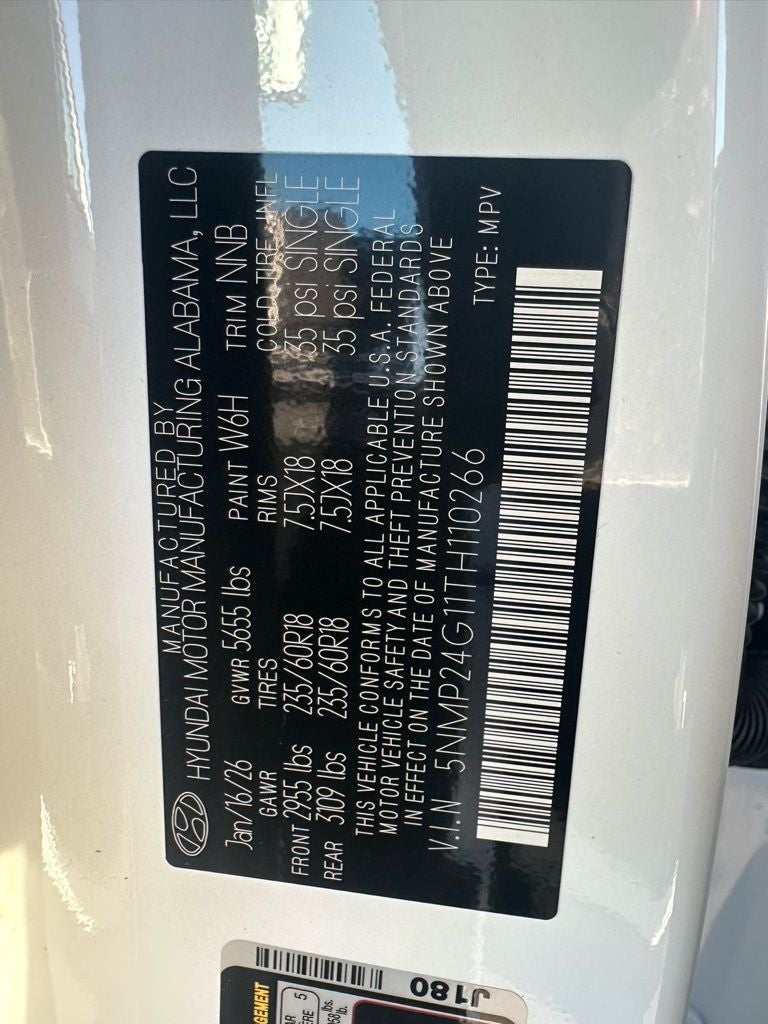 MANUFACTURED BY
HYUNDAI MOTOR MANUFACTURING ALABAMA, LLC
Jan/16/26 GVWR 5655 lbs PAINT W6H TRIM NNB
GAWR TIRES RIMS COLD TIRE INFL
FRONT 2955 lbs 235/60R18 7.5JX18 35 psi SINGLE
REAR 3109 lbs 235/60R18 7.5JX18 35 psi SINGLE
THIS VEHICLE CONFORMS TO ALL APPLICABLE U.S.A. FEDERAL
MOTOR VEHICLE SAFETY AND THEFT PREVENTION STANDARDS
IN EFFECT ON THE DATE OF MANUFACTURE SHOWN ABOVE
V.I.N 5NMP24G11TH110266 TYPE: MPV
J180
5